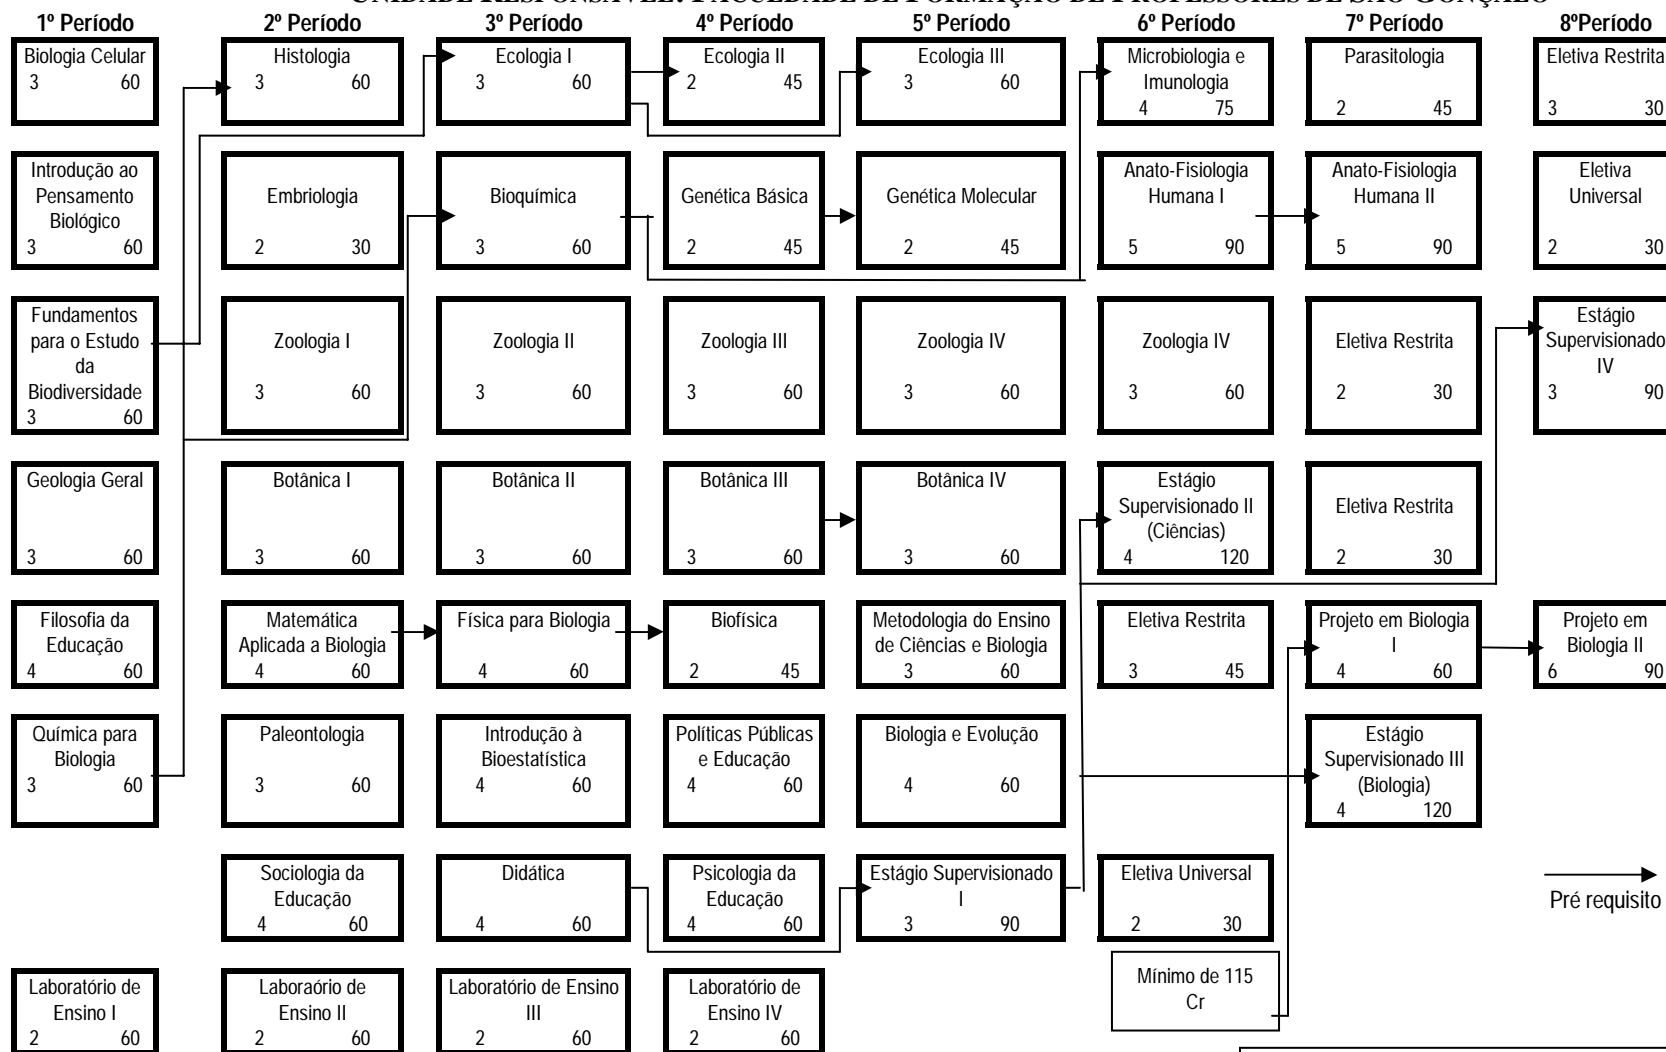 UNIDADE RESPONSÁVEL: FACULDADE DE FORMAÇÃO DE PROFESSORES DE SÃO GONÇALO
1º Período
2º Período
3º Período
4º Período
5º Período
6º Período
7º Período
8ºPeríodo
Biologia Celular
3 60
Histologia
3 60
Ecologia I
3 60
Ecologia II
2 45
Ecologia III
3 60
Microbiologia e
Imunologia
4 75
Parasitologia
2 45
Eletiva Restrita
3 30
Introdução ao
Pensamento
Biológico
3 60
Embriologia
2 30
Bioquímica
3 60
Genética Básica
2 45
Genética Molecular
2 45
Anato-Fisiologia
Humana I
5 90
Anato-Fisiologia
Humana II
5 90
Eletiva
Universal
2 30
Fundamentos
para o Estudo
da
Biodiversidade
3 60
Zoologia I
3 60
Zoologia II
3 60
Zoologia III
3 60
Zoologia IV
3 60
Zoologia IV
3 60
Eletiva Restrita
2 30
Estágio
Supervisionado
IV
3 90
Geologia Geral
3 60
Botânica I
3 60
Botânica II
3 60
Botânica III
3 60
Botânica IV
3 60
Estágio
Supervisionado II
(Ciências)
4 120
Eletiva Restrita
2 30
Filosofia da
Educação
4 60
Matemática
Aplicada a Biologia
4 60
Física para Biologia
4 60
Biofísica
2 45
Metodologia do Ensino
de Ciências e Biologia
3 60
Eletiva Restrita
3 45
Projeto em Biologia
I
4 60
Projeto em
Biologia II
6 90
Química para
Biologia
3 60
Paleontologia
3 60
Introdução à
Bioestatística
4 60
Políticas Públicas
e Educação
4 60
Biologia e Evolução
4 60
Estágio
Supervisionado III
(Biologia)
4 120
Sociologia da
Educação
4 60
Didática
4 60
Psicologia da
Educação
4 60
Estágio Supervisionado
I
3 90
Eletiva Universal
2 30
Pré requisito
Laboratório de
Ensino I
2 60
Laboraório de
Ensino II
2 60
Laboratório de Ensino
III
2 60
Laboratório de
Ensino IV
2 60
Mínimo de 115
Cr